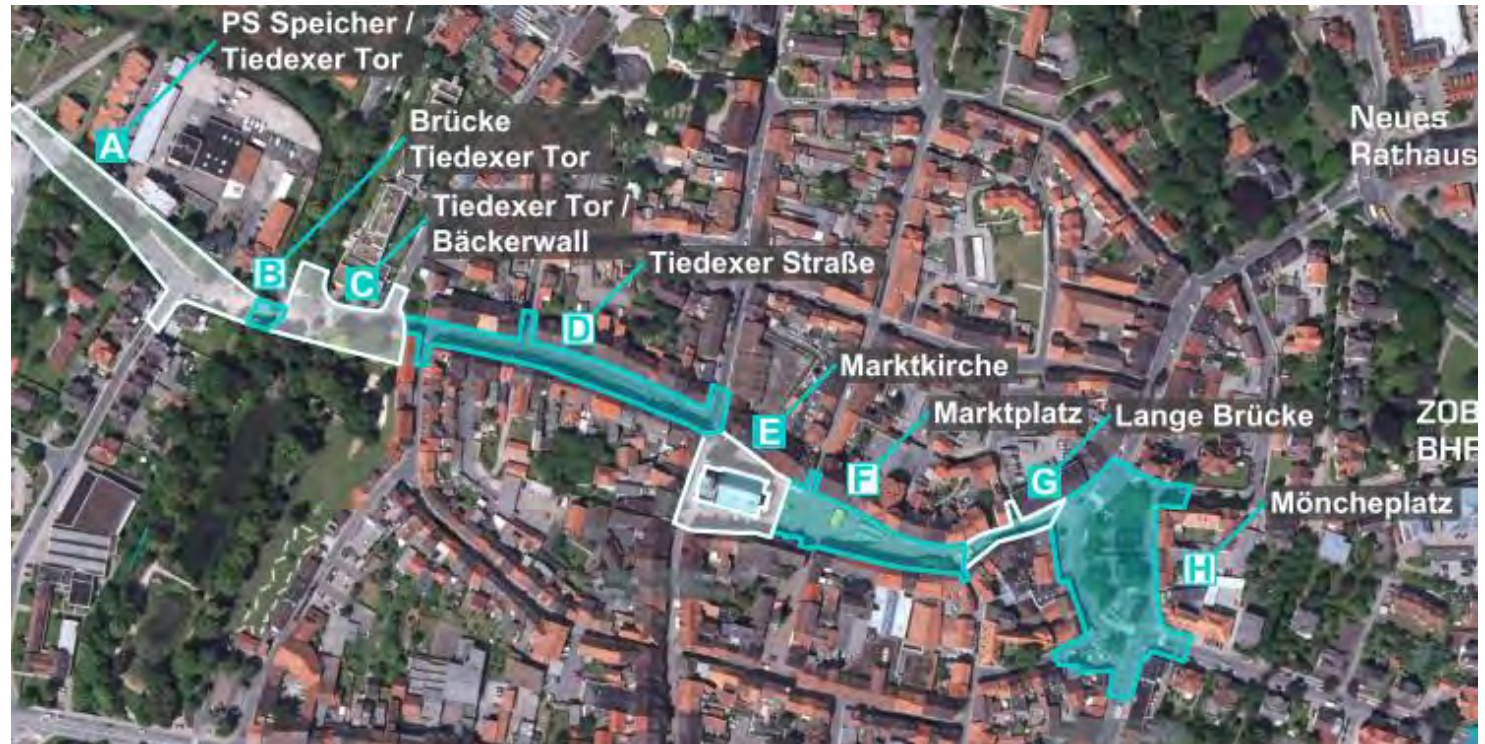 PS Speicher /
Tiedexer Tor
A
Brücke
Tiedexer Tor
B
Tiedexer Tor /
Bäckerwall
C
Tiedexer Straße
D
Marktkirche
E
Marktplatz
F
Lange Brücke
G
Möncheplatz
H
Neues
Rathaus
ZOB
BHF